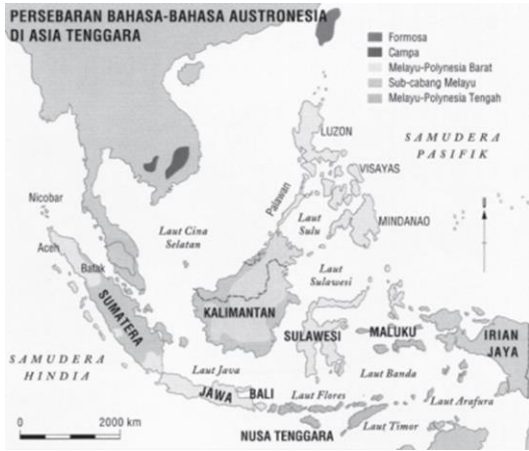 PERSEBARAN BAHASA-BAHASA AUSTRONESIA
DI ASIA TENGGARA
Formosa
Campa
Melayu-Polynesia Barat
Sub-cabang Melayu
Melayu-Polynesia Tengah
LUZON
SAMUDERA
PASIFIK
VISAYAS
Palawan
Nicobar
Laut
Sulu
MINDANAO
Laut Cina
Selatan
Aceh
Batak
Laut
Sulawesi
SUMATERA
KALIMANTAN
SULAWESI
MALUKU
IRIAN
JAYA
SAMUDERA
HINDIA
Laut Java
Laut Banda
JAWA
BALI
Laut Flores
Laut Arafura
0 2000 km
NUSA TENGGARA
Laut Timor